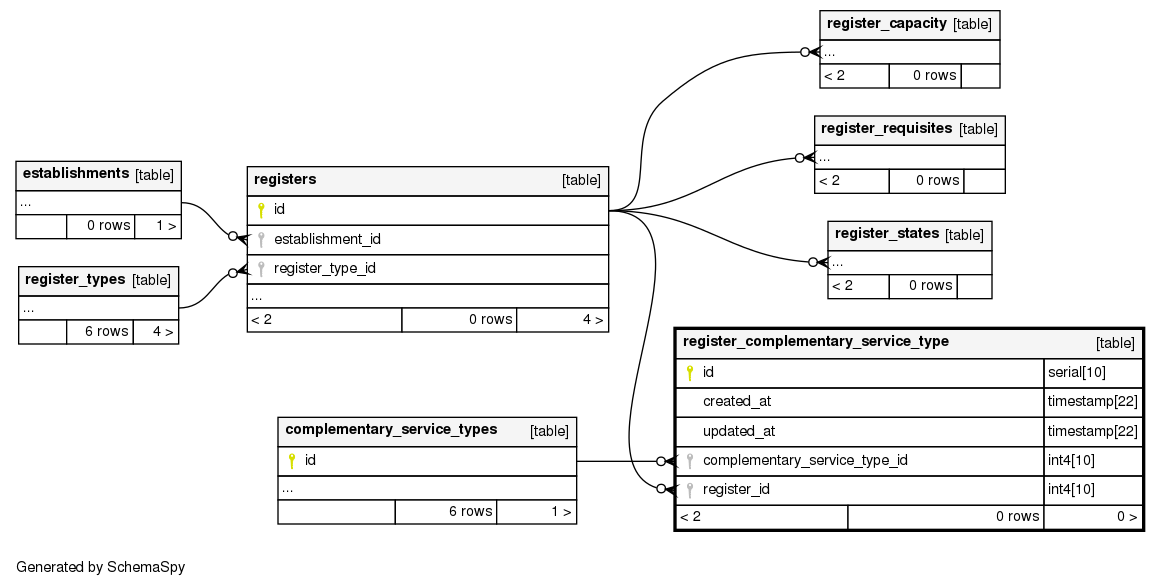 register_capacity [table]
...
< 2 0 rows
register_requisites [table]
...
< 2 0 rows
establishments [table]
...
0 rows 1 >
registers [table]
id
establishment_id
register_type_id
...
< 2 0 rows 4 >
register_states [table]
...
< 2 0 rows
register_types [table]
...
6 rows 4 >
register_complementary_service_type [table]
id serial[10]
created_at timestamp[22]
updated_at timestamp[22]
complementary_service_type_id int4[10]
register_id int4[10]
< 2 0 rows 0 >
complementary_service_types [table]
id
...
6 rows 1 >
Generated by SchemaSpy